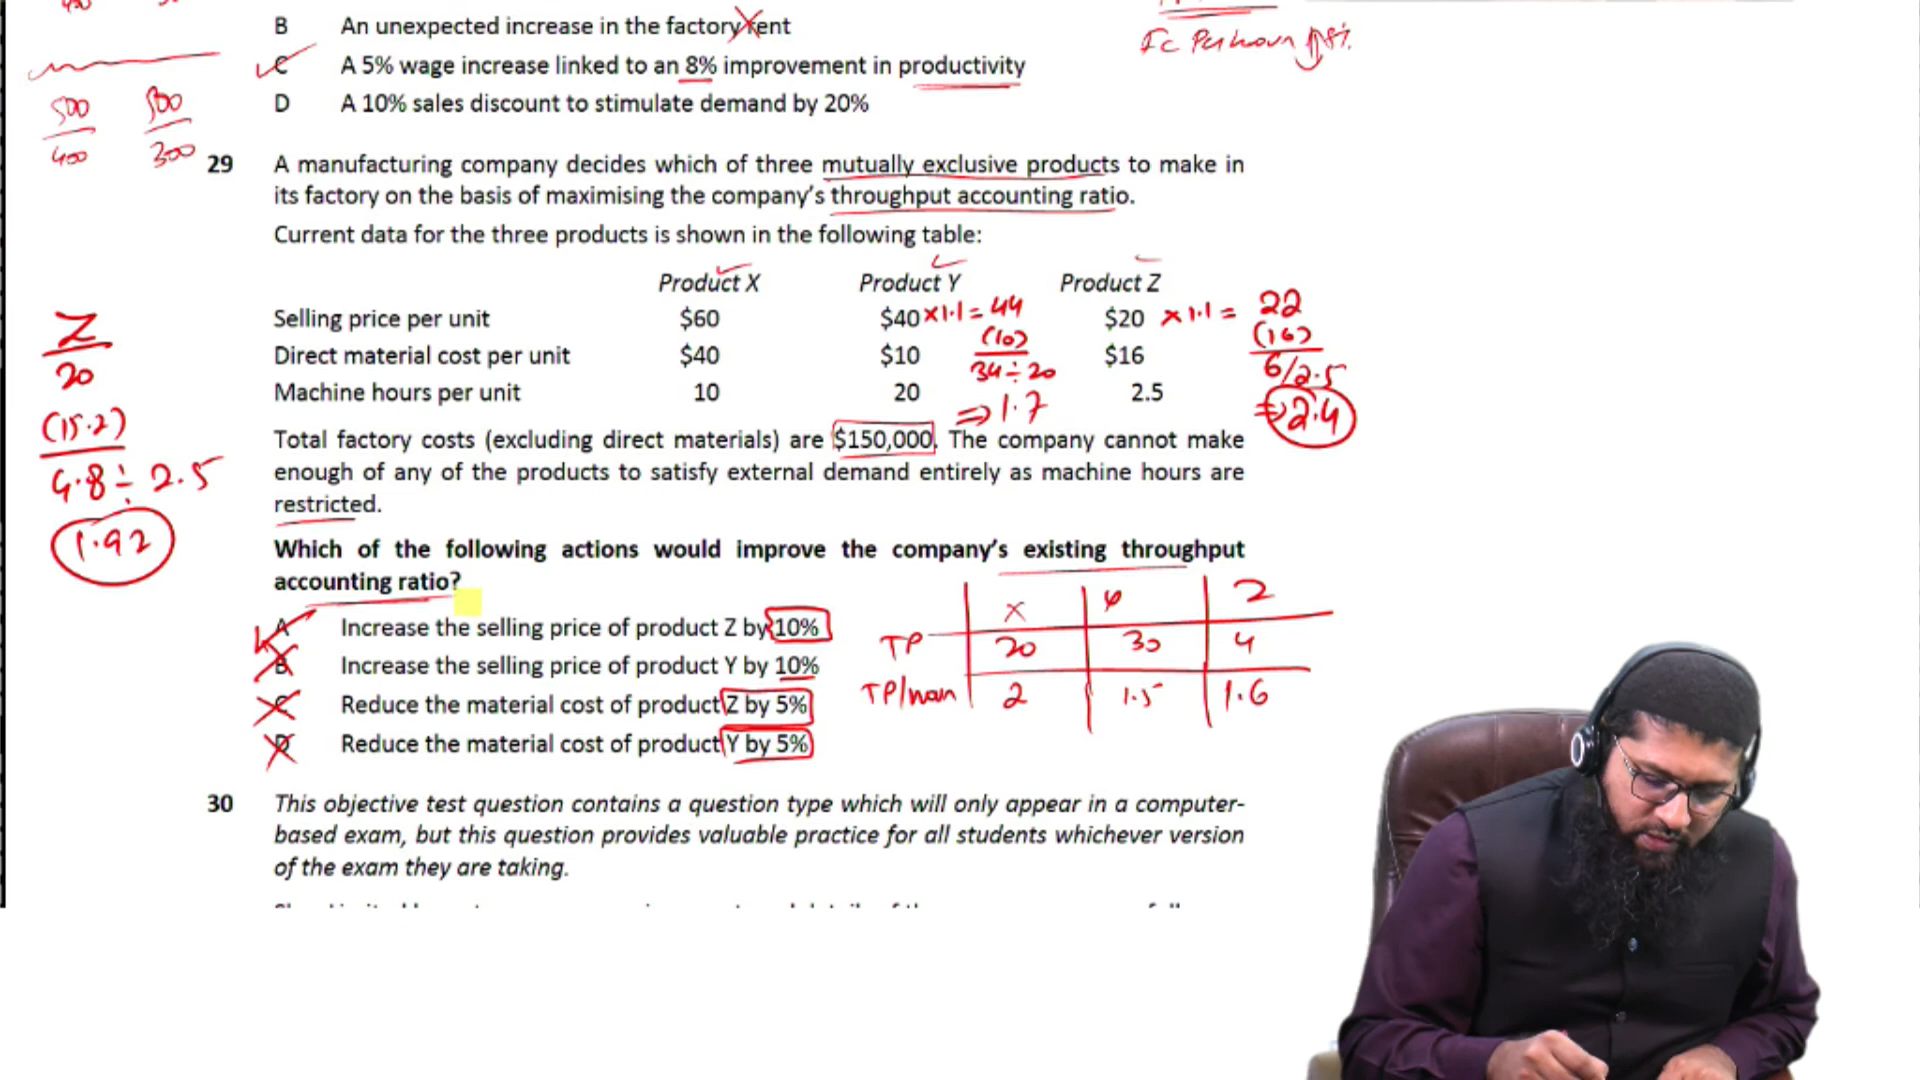 B An unexpected increase in the factory rent
C A 5% wage increase linked to an 8% improvement in productivity
D A 10% sales discount to stimulate demand by 20%
500
400
300
29 A manufacturing company decides which of three mutually exclusive products to make in
its factory on the basis of maximising the company's throughput accounting ratio.
Current data for the three products is shown in the following table:
Product X Product Y Product Z
Selling price per unit $60 $40 ×1.1 = 44 $20 ×1.1 = 22
(10) (16)
Direct material cost per unit $40 $10 34÷20 $16 6/2.5
Machine hours per unit 10 20 ⇒1.7 2.5 ⇒2.4
Z
20
(15.2)
4.8÷2.5
1.92
Total factory costs (excluding direct materials) are $150,000. The company cannot make
enough of any of the products to satisfy external demand entirely as machine hours are
restricted.
Which of the following actions would improve the company's existing throughput
accounting ratio?
A Increase the selling price of product Z by 10%
B Increase the selling price of product Y by 10%
C Reduce the material cost of product Z by 5%
D Reduce the material cost of product Y by 5%
X Y Z
TP 20 30 4
TP/hour 2 1.5 1.6
30 This objective test question contains a question type which will only appear in a computer-
based exam, but this question provides valuable practice for all students whichever version
of the exam they are taking.